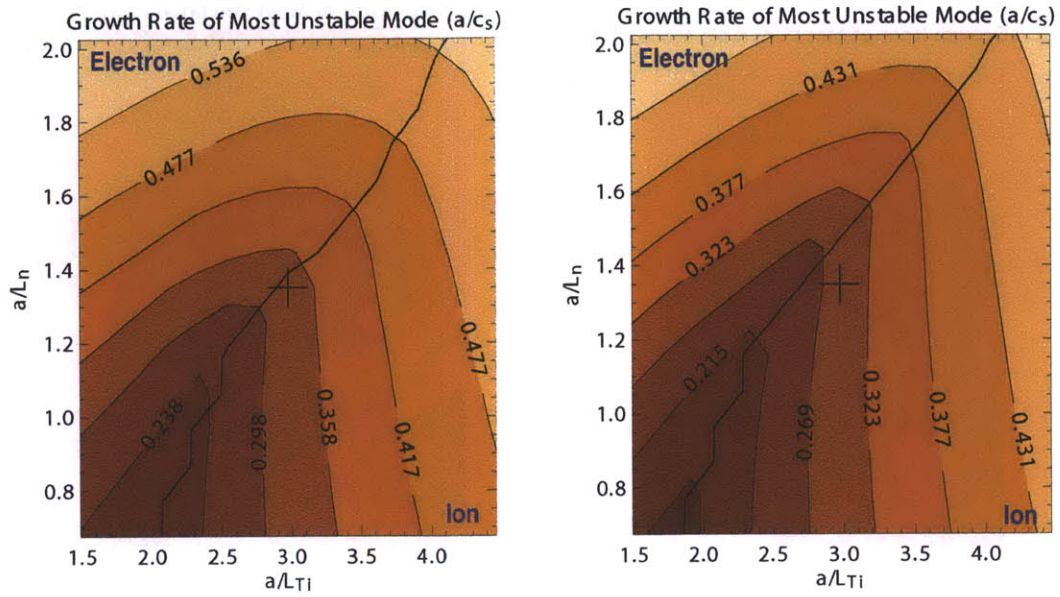 Growth Rate of Most Unstable Mode (a/cs)
2.0
1.8
1.6
1.4
1.2
1.0
0.8
a/Ln
Electron
0.536
0.477
0.238
0.298
0.358
0.417
0.477
Ion
1.5 2.0 2.5 3.0 3.5 4.0
a/LTi
Growth Rate of Most Unstable Mode (a/cs)
2.0
1.8
1.6
1.4
1.2
1.0
0.8
a/Ln
Electron
0.431
0.377
0.323
0.215
0.269
0.323
0.377
0.431
Ion
1.5 2.0 2.5 3.0 3.5 4.0
a/LTi